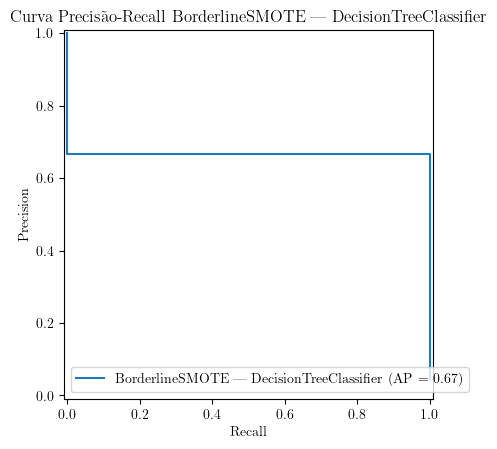 Curva Precisão-Recall BorderlineSMOTE — DecisionTreeClassifier
1.0
0.8
0.6
0.4
0.2
0.0
Precision
BorderlineSMOTE — DecisionTreeClassifier (AP = 0.67)
0.0 0.2 0.4 0.6 0.8 1.0
Recall